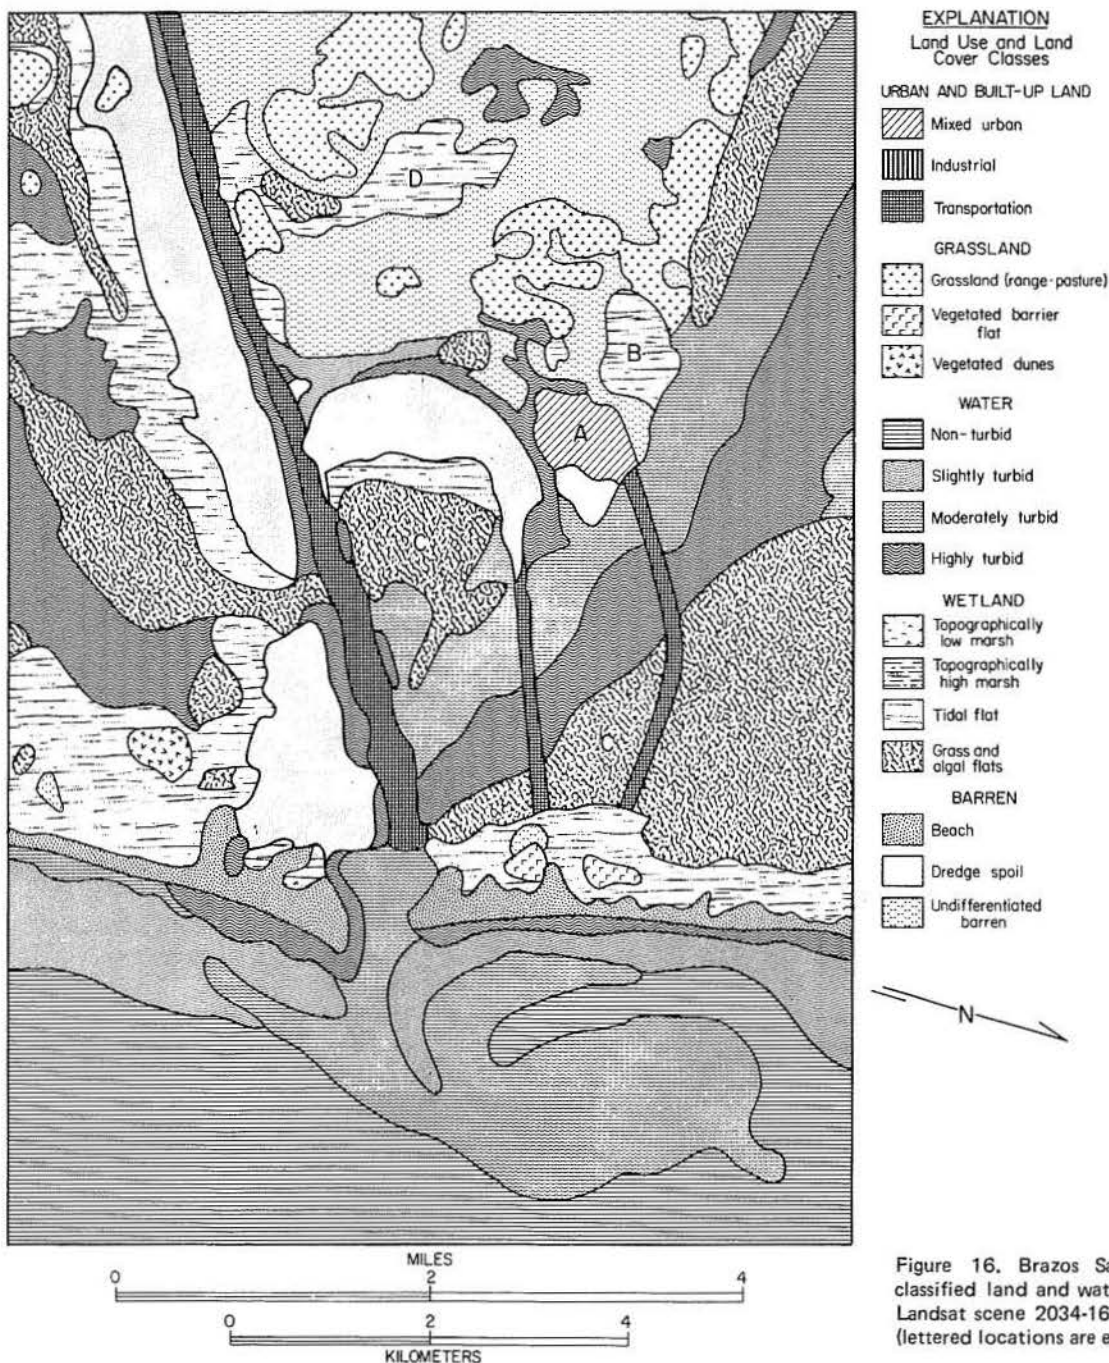 EXPLANATION
Land Use and Land
Cover Classes
URBAN AND BUILT-UP LAND
Mixed urban
Industrial
Transportation
GRASSLAND
Grassland (range-pasture)
Vegetated barrier
flat
Vegetated dunes
WATER
Non-turbid
Slightly turbid
Moderately turbid
Highly turbid
WETLAND
Topographically
low marsh
Topographically
high marsh
Tidal flat
Grass and
algal flats
BARREN
Beach
Dredge spoil
Undifferentiated
barren
N
D
B
A
C
C
MILES
0 2 4
0 2 4
KILOMETERS
Figure 16. Brazos Sa
classified land and wat
Landsat scene 2034-16
(lettered locations are e